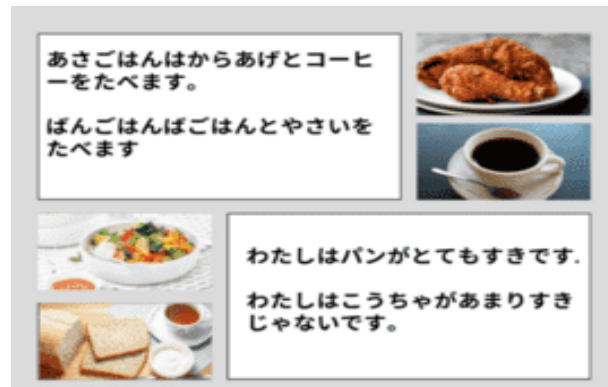 あさごはんはからあげとコーヒ
ーをたべます。
ばんごはんばごはんとやさいを
たべます
わたしはパンがとてもすきです.
わたしはこうちゃがあまりすき
じゃないです。